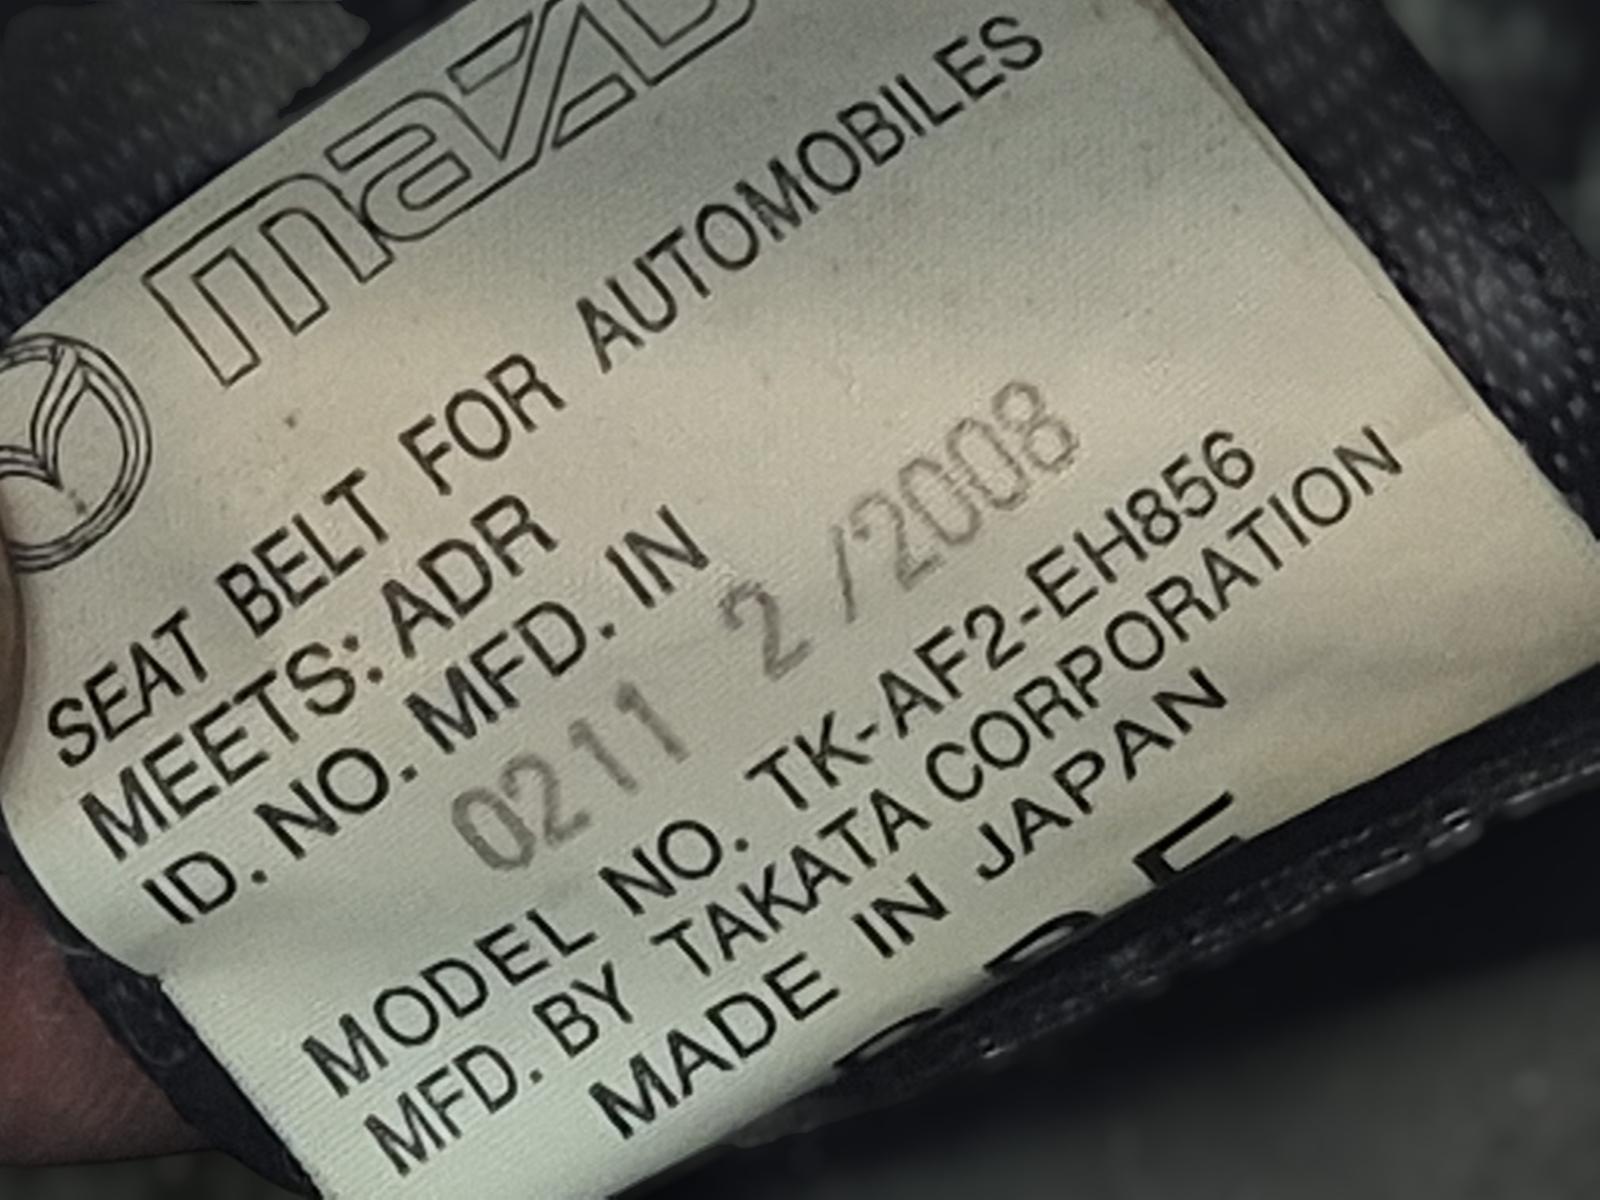 mazd
SEAT BELT FOR AUTOMOBILES
MEETS: ADR
ID. NO. MFD. IN
0211 2 /2008
MODEL NO. TK-AF2-EH856
MFD. BY TAKATA CORPORATION
MADE IN JAPAN